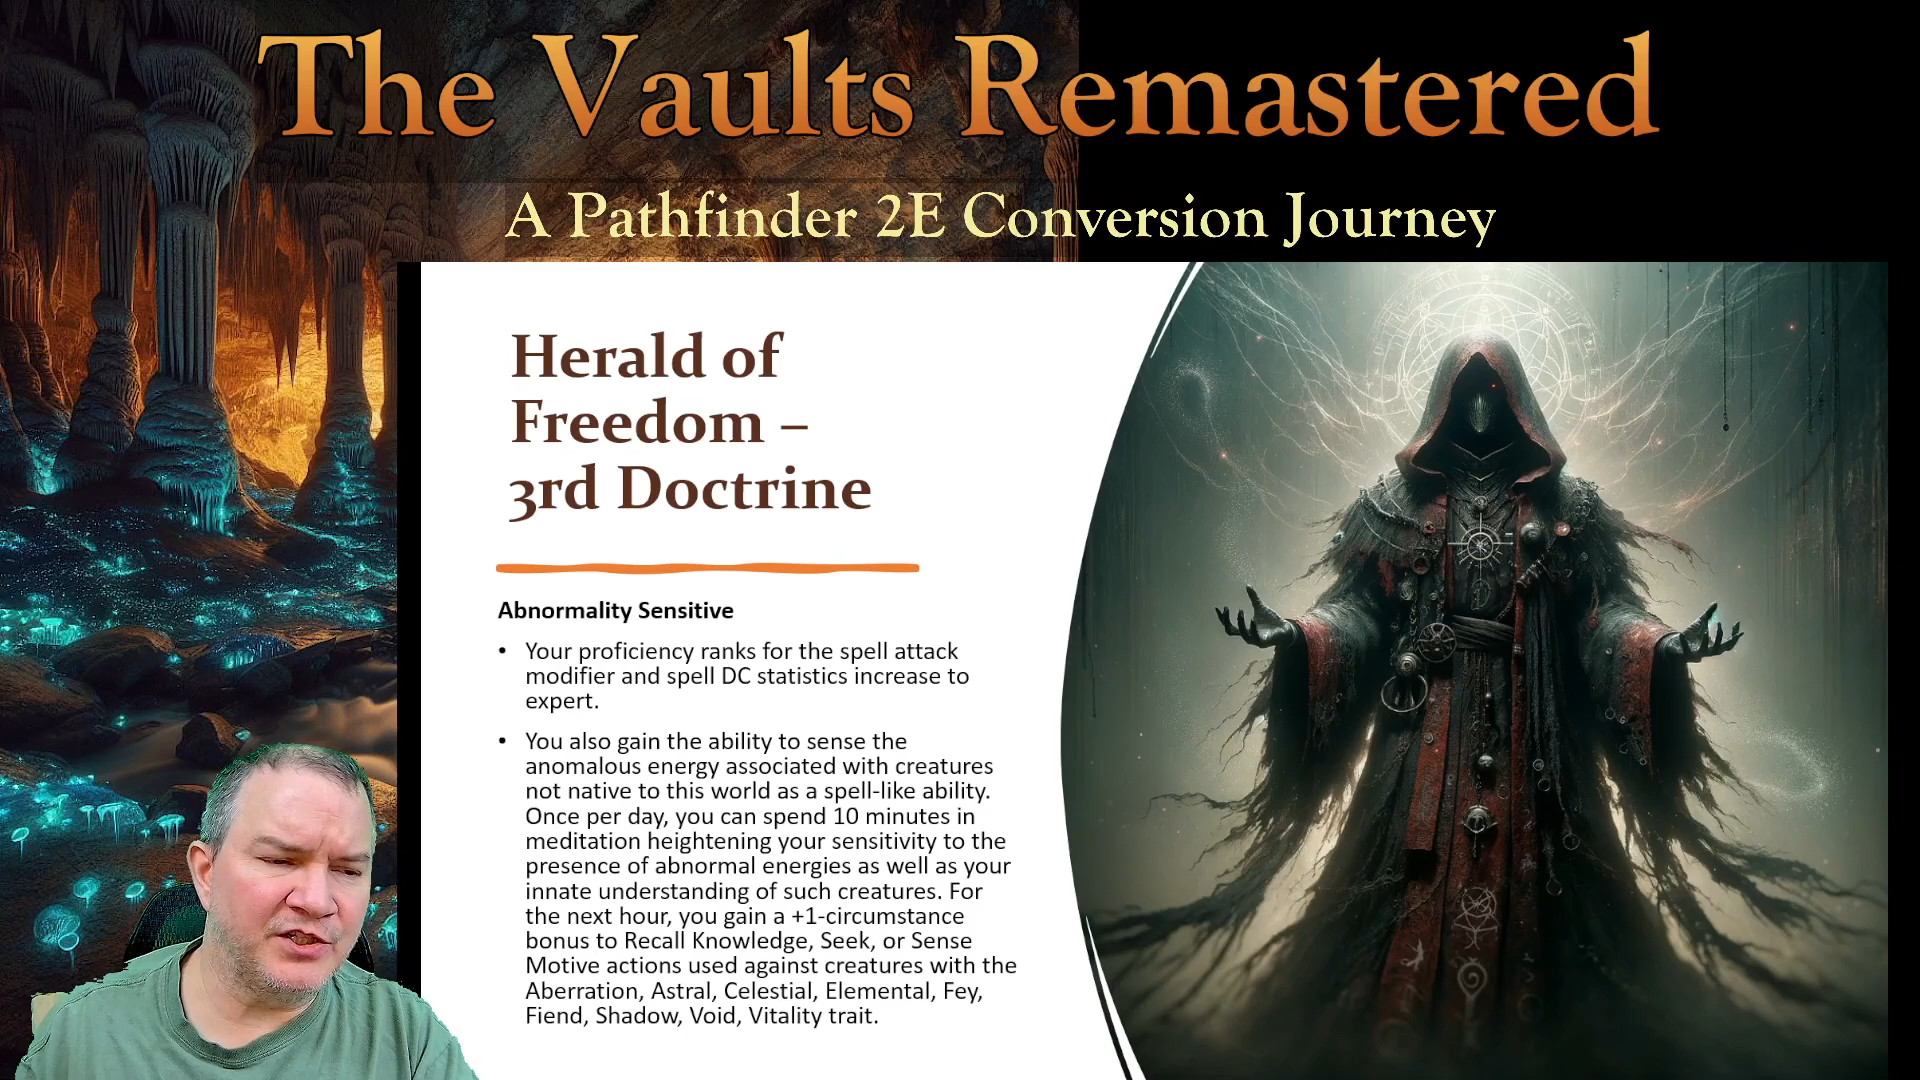 The Vaults Remastered
A Pathfinder 2E Conversion Journey
Herald of
Freedom –
3rd Doctrine
Abnormality Sensitive
• Your proficiency ranks for the spell attack
modifier and spell DC statistics increase to
expert.
• You also gain the ability to sense the
anomalous energy associated with creatures
not native to this world as a spell-like ability.
Once per day, you can spend 10 minutes in
meditation heightening your sensitivity to the
presence of abnormal energies as well as your
innate understanding of such creatures. For
the next hour, you gain a +1-circumstance
bonus to Recall Knowledge, Seek, or Sense
Motive actions used against creatures with the
Aberration, Astral, Celestial, Elemental, Fey,
Fiend, Shadow, Void, Vitality trait.